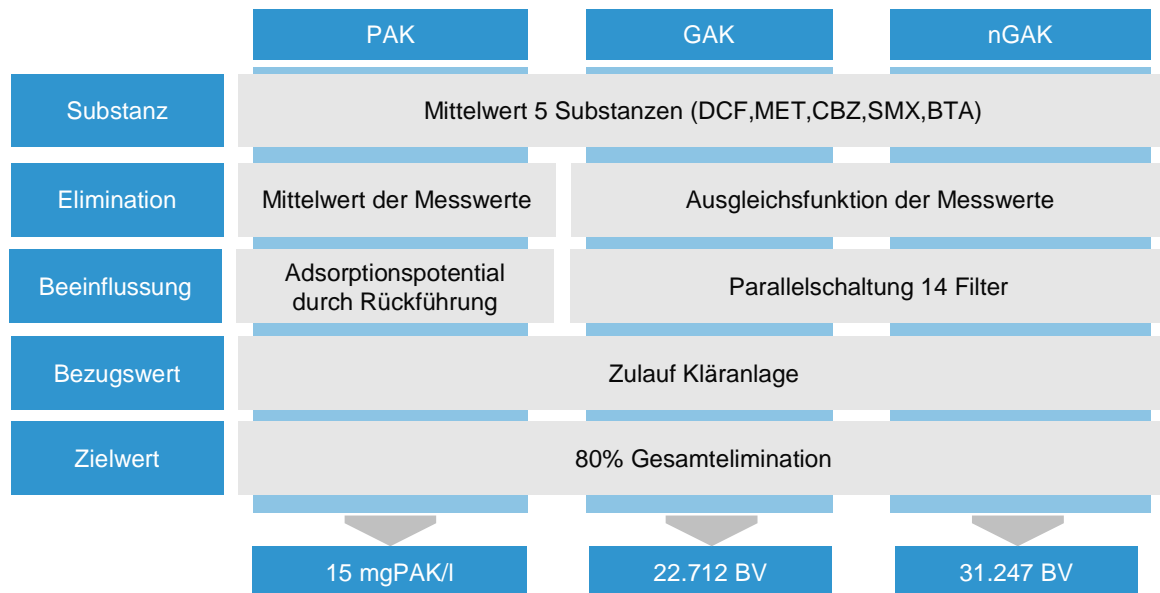 PAK
GAK
nGAK
Substanz
Mittelwert 5 Substanzen (DCF,MET,CBZ,SMX,BTA)
Elimination
Mittelwert der Messwerte
Ausgleichsfunktion der Messwerte
Beeinflussung
Adsorptionspotential
durch Rückführung
Parallelschaltung 14 Filter
Bezugswert
Zulauf Kläranlage
Zielwert
80% Gesamtelimination
15 mgPAK/l
22.712 BV
31.247 BV